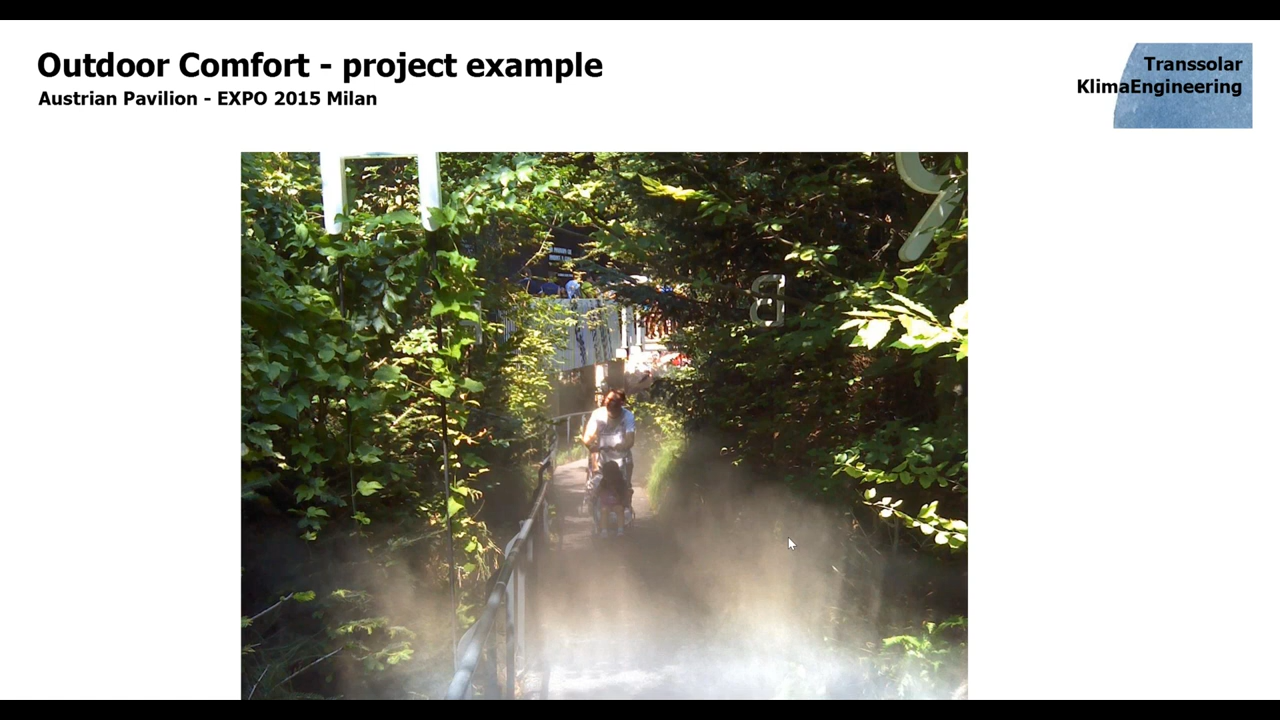 Outdoor Comfort - project example
Austrian Pavilion - EXPO 2015 Milan
Transsolar
KlimaEngineering
B